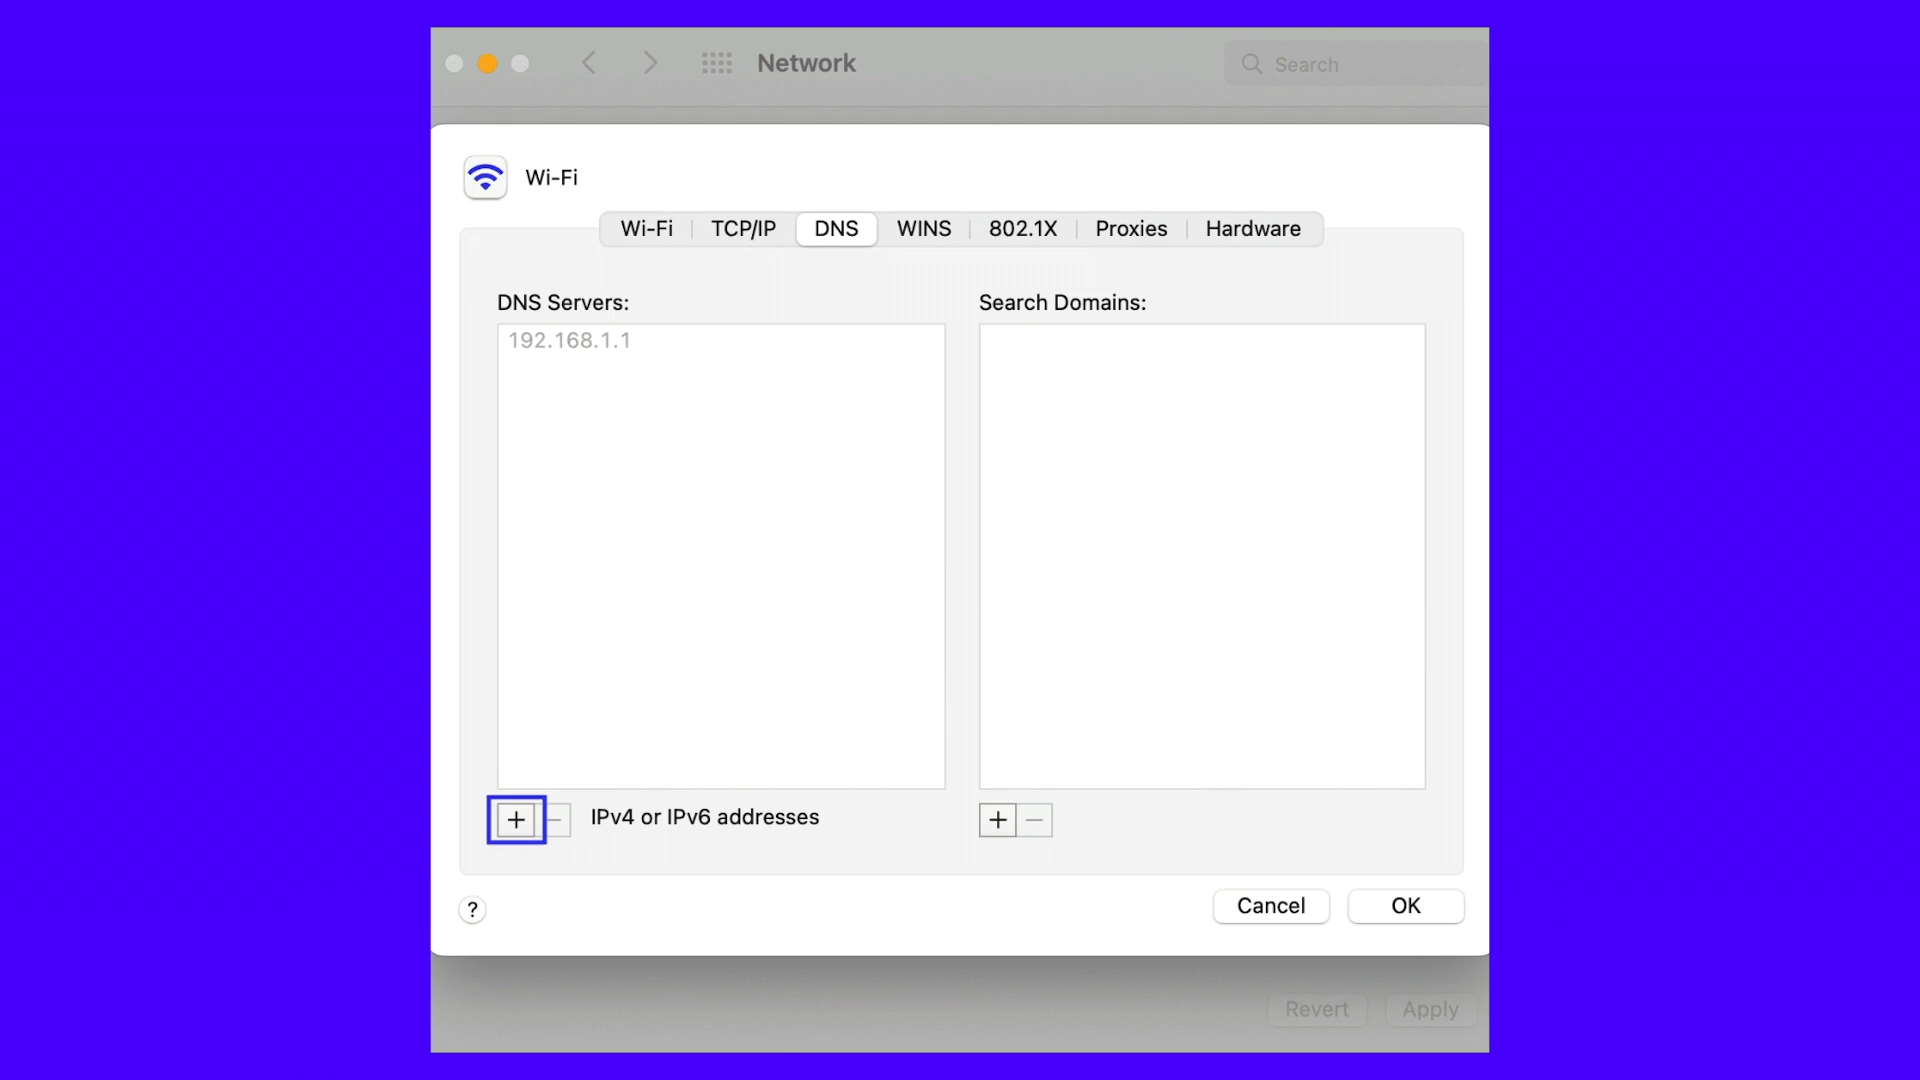 Network
Search
Wi-Fi
Wi-Fi TCP/IP DNS WINS 802.1X Proxies Hardware
DNS Servers:
Search Domains:
192.168.1.1
+ − IPv4 or IPv6 addresses
+ −
?
Cancel
OK
Revert
Apply